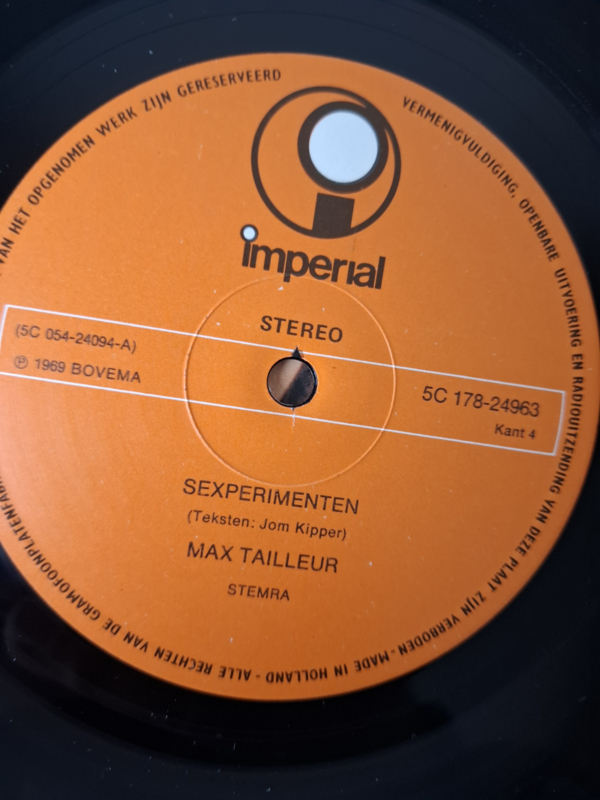 VERMENIGVULDIGING, OPENBARE UITVOERING EN RADIOUITZENDING VAN DEZE PLAAT ZIJN VERBODEN - MADE IN HOLLAND - ALLE RECHTEN VAN DE GRAMOFOONPLATENFAB
VAN HET OPGENOMEN WERK ZIJN GERESERVEERD
imperial
STEREO
(5C 054-24094-A)
℗ 1969 BOVEMA
5C 178-24963
Kant 4
SEXPERIMENTEN
(Teksten: Jom Kipper)
MAX TAILLEUR
STEMRA